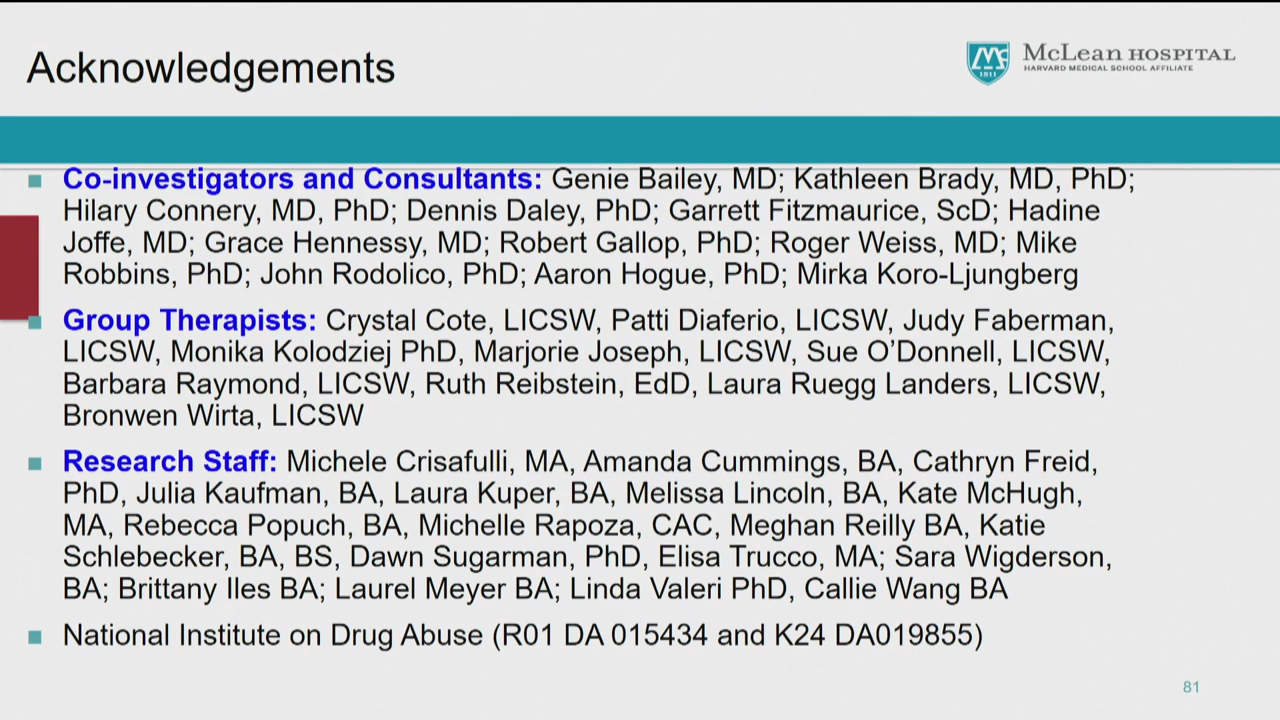 Acknowledgements
MC
1811
McLean HOSPITAL
HARVARD MEDICAL SCHOOL AFFILIATE
Co-investigators and Consultants: Genie Bailey, MD; Kathleen Brady, MD, PhD;
Hilary Connery, MD, PhD; Dennis Daley, PhD; Garrett Fitzmaurice, ScD; Hadine
Joffe, MD; Grace Hennessy, MD; Robert Gallop, PhD; Roger Weiss, MD; Mike
Robbins, PhD; John Rodolico, PhD; Aaron Hogue, PhD; Mirka Koro-Ljungberg
Group Therapists: Crystal Cote, LICSW, Patti Diaferio, LICSW, Judy Faberman,
LICSW, Monika Kolodziej PhD, Marjorie Joseph, LICSW, Sue O’Donnell, LICSW,
Barbara Raymond, LICSW, Ruth Reibstein, EdD, Laura Ruegg Landers, LICSW,
Bronwen Wirta, LICSW
Research Staff: Michele Crisafulli, MA, Amanda Cummings, BA, Cathryn Freid,
PhD, Julia Kaufman, BA, Laura Kuper, BA, Melissa Lincoln, BA, Kate McHugh,
MA, Rebecca Popuch, BA, Michelle Rapoza, CAC, Meghan Reilly BA, Katie
Schlebecker, BA, BS, Dawn Sugarman, PhD, Elisa Trucco, MA; Sara Wigderson,
BA; Brittany Iles BA; Laurel Meyer BA; Linda Valeri PhD, Callie Wang BA
National Institute on Drug Abuse (R01 DA 015434 and K24 DA019855)
81